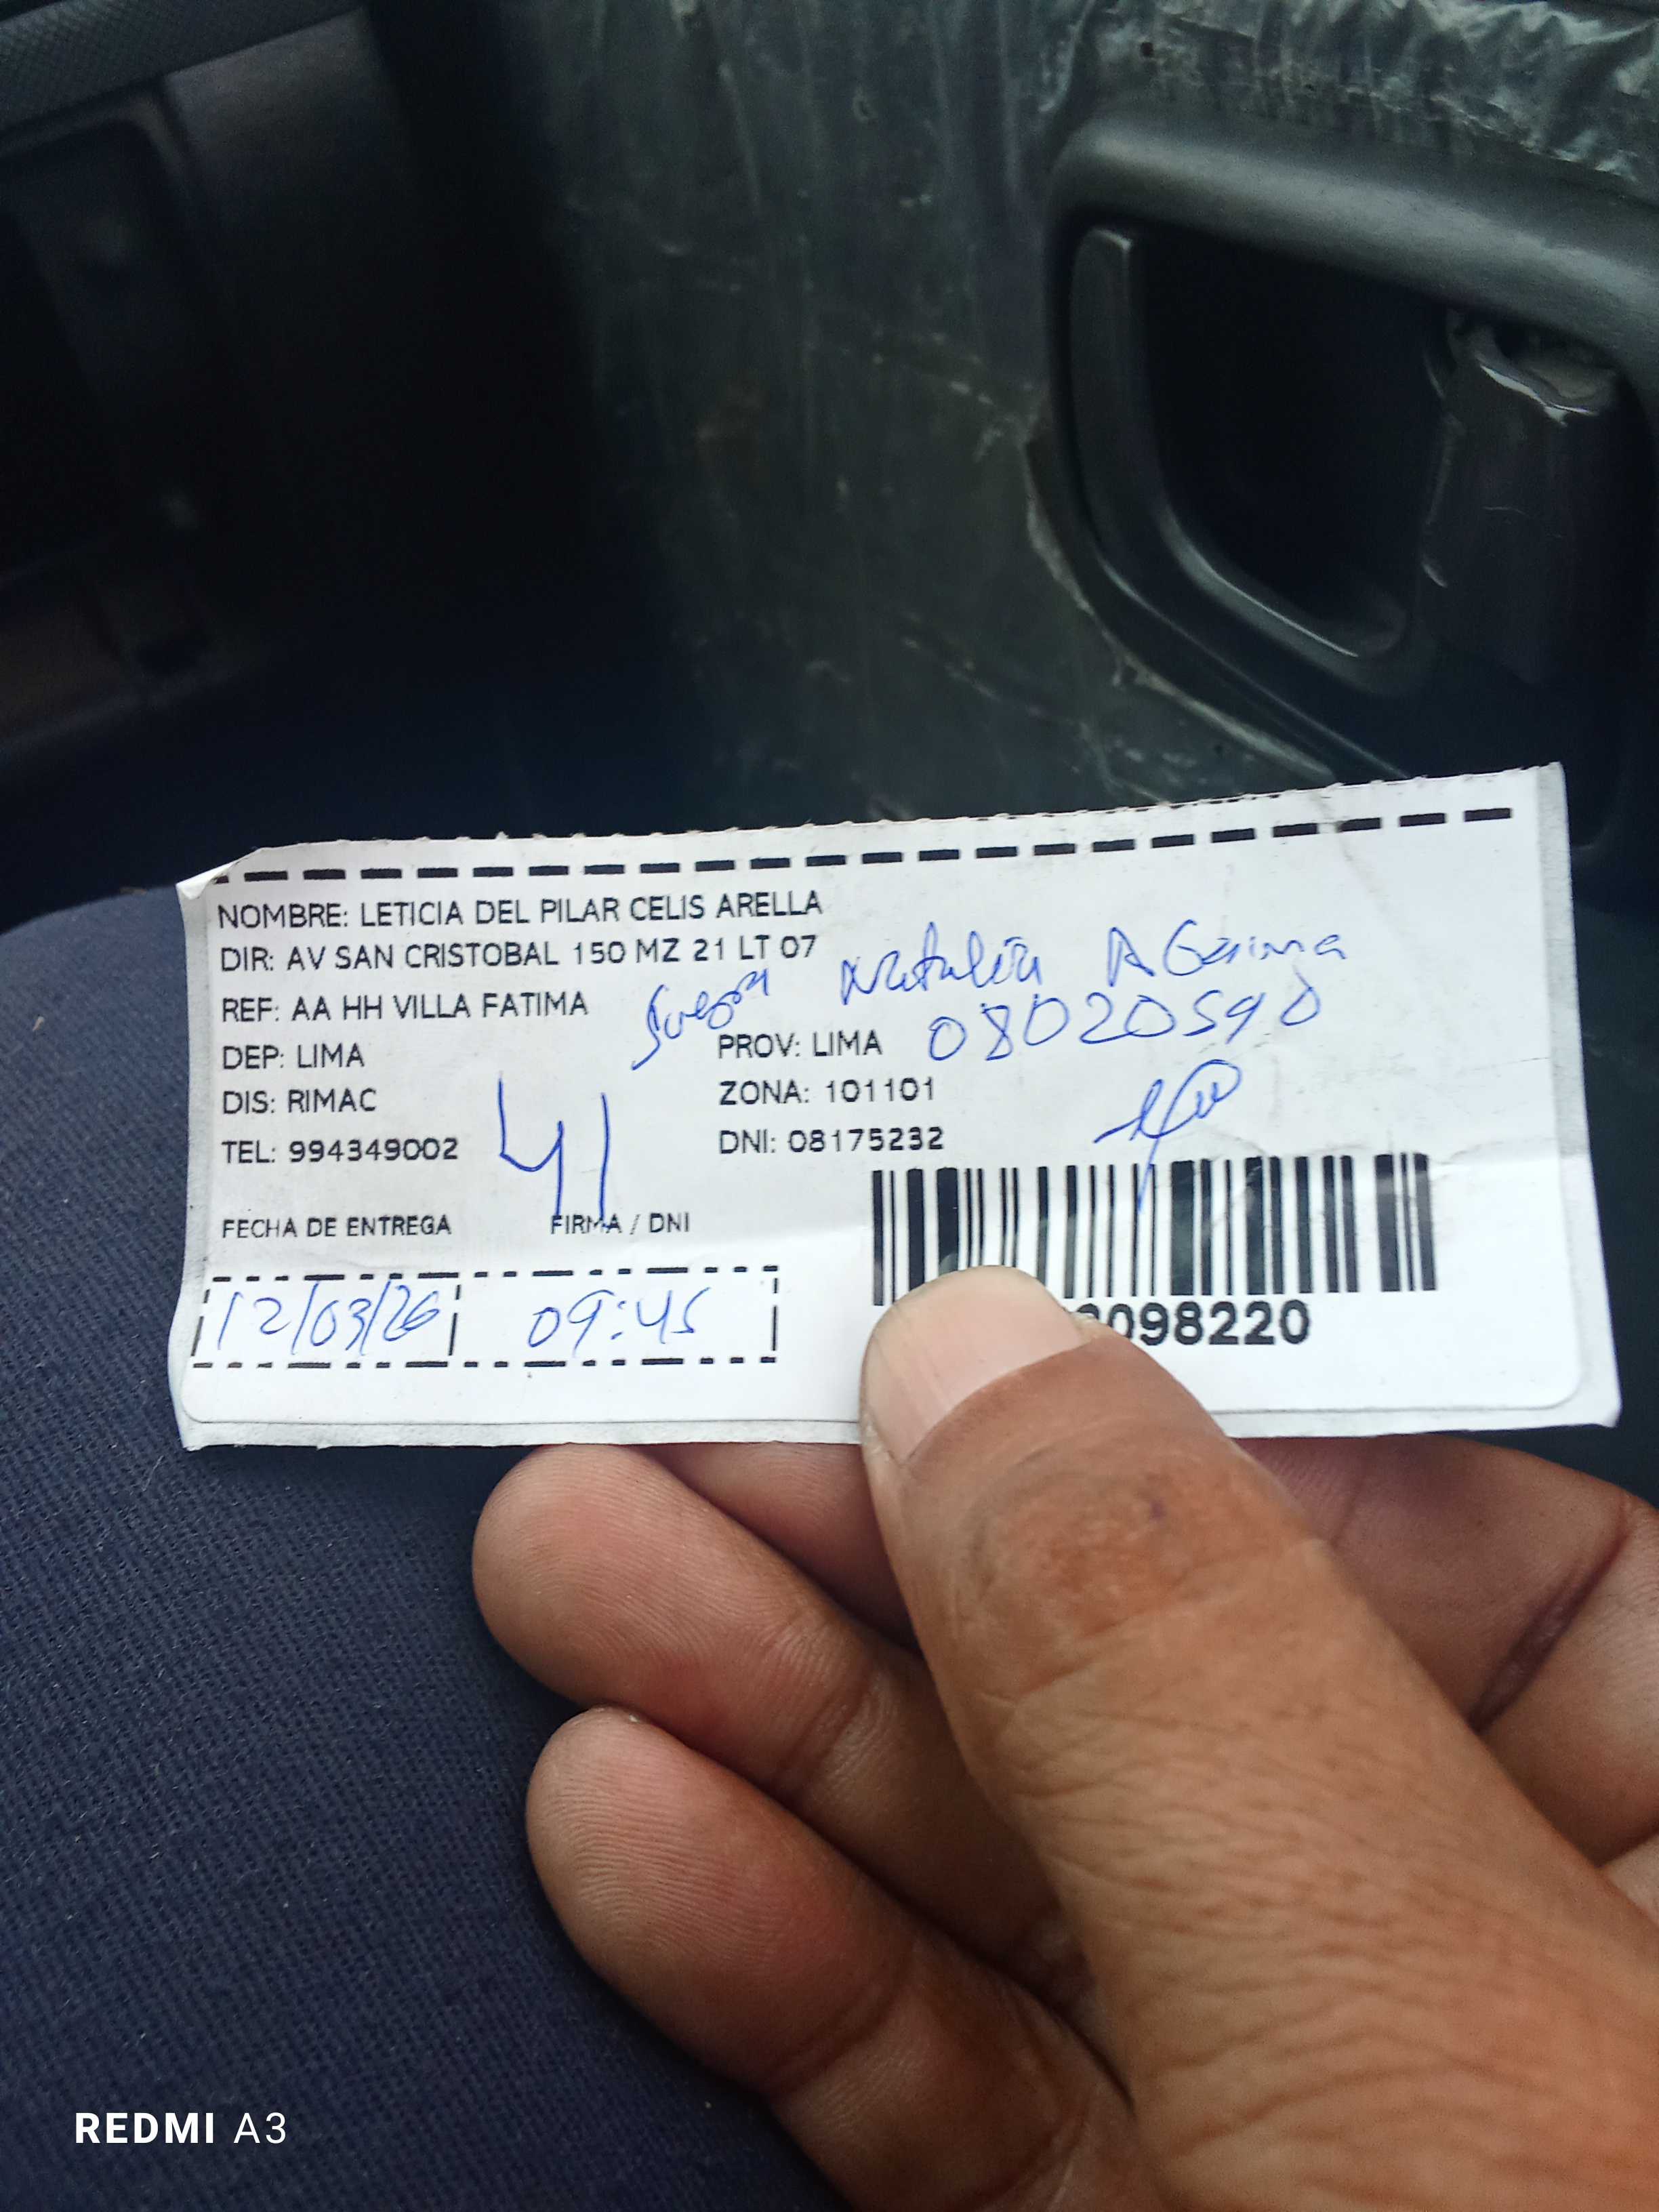 NOMBRE: LETICIA DEL PILAR CELIS ARELLA
DIR: AV SAN CRISTOBAL 150 MZ 21 LT 07
Suegra Natalia A
REF: AA HH VILLA FATIMA
08020590
DEP: LIMA PROV: LIMA
DIS: RIMAC ZONA: 101101
TEL: 994349002 DNI: 08175232
41
FECHA DE ENTREGA FIRMA / DNI
12/03/26 09:45
098220
REDMI A3